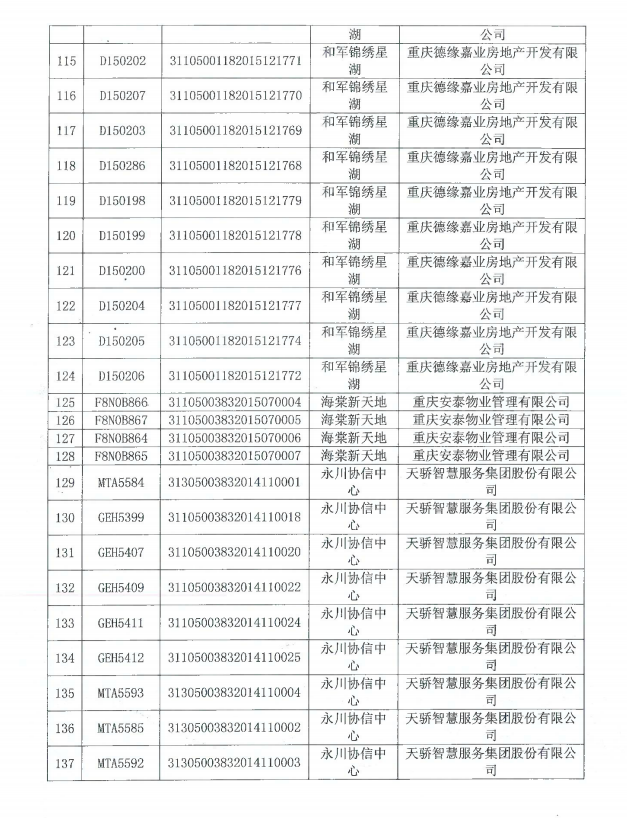 湖 公司
115 D150202 31105001182015121771 和军锦绣星 重庆德缘嘉业房地产开发有限
湖 公司
116 D150207 31105001182015121770 和军锦绣星 重庆德缘嘉业房地产开发有限
湖 公司
117 D150203 31105001182015121769 和军锦绣星 重庆德缘嘉业房地产开发有限
湖 公司
118 D150286 31105001182015121768 和军锦绣星 重庆德缘嘉业房地产开发有限
湖 公司
119 D150198 31105001182015121779 和军锦绣星 重庆德缘嘉业房地产开发有限
湖 公司
120 D150199 31105001182015121778 和军锦绣星 重庆德缘嘉业房地产开发有限
湖 公司
121 D150200 31105001182015121776 和军锦绣星 重庆德缘嘉业房地产开发有限
湖 公司
122 D150204 31105001182015121777 和军锦绣星 重庆德缘嘉业房地产开发有限
湖 公司
123 D150205 31105001182015121774 和军锦绣星 重庆德缘嘉业房地产开发有限
湖 公司
124 D150206 31105001182015121772 和军锦绣星 重庆德缘嘉业房地产开发有限
湖 公司
125 F8N0B866 31105003832015070004 海棠新天地 重庆安泰物业管理有限公司
126 F8N0B867 31105003832015070005 海棠新天地 重庆安泰物业管理有限公司
127 F8N0B864 31105003832015070006 海棠新天地 重庆安泰物业管理有限公司
128 F8N0B865 31105003832015070007 海棠新天地 重庆安泰物业管理有限公司
129 MTA5584 31305003832014110001 永川协信中 天骄智慧服务集团股份有限公
心 司
130 GEH5399 31105003832014110018 永川协信中 天骄智慧服务集团股份有限公
心 司
131 GEH5407 31105003832014110020 永川协信中 天骄智慧服务集团股份有限公
心 司
132 GEH5409 31105003832014110022 永川协信中 天骄智慧服务集团股份有限公
心 司
133 GEH5411 31105003832014110024 永川协信中 天骄智慧服务集团股份有限公
心 司
134 GEH5412 31105003832014110025 永川协信中 天骄智慧服务集团股份有限公
心 司
135 MTA5593 31305003832014110004 永川协信中 天骄智慧服务集团股份有限公
心 司
136 MTA5585 31305003832014110002 永川协信中 天骄智慧服务集团股份有限公
心 司
137 MTA5592 31305003832014110003 永川协信中 天骄智慧服务集团股份有限公
心 司